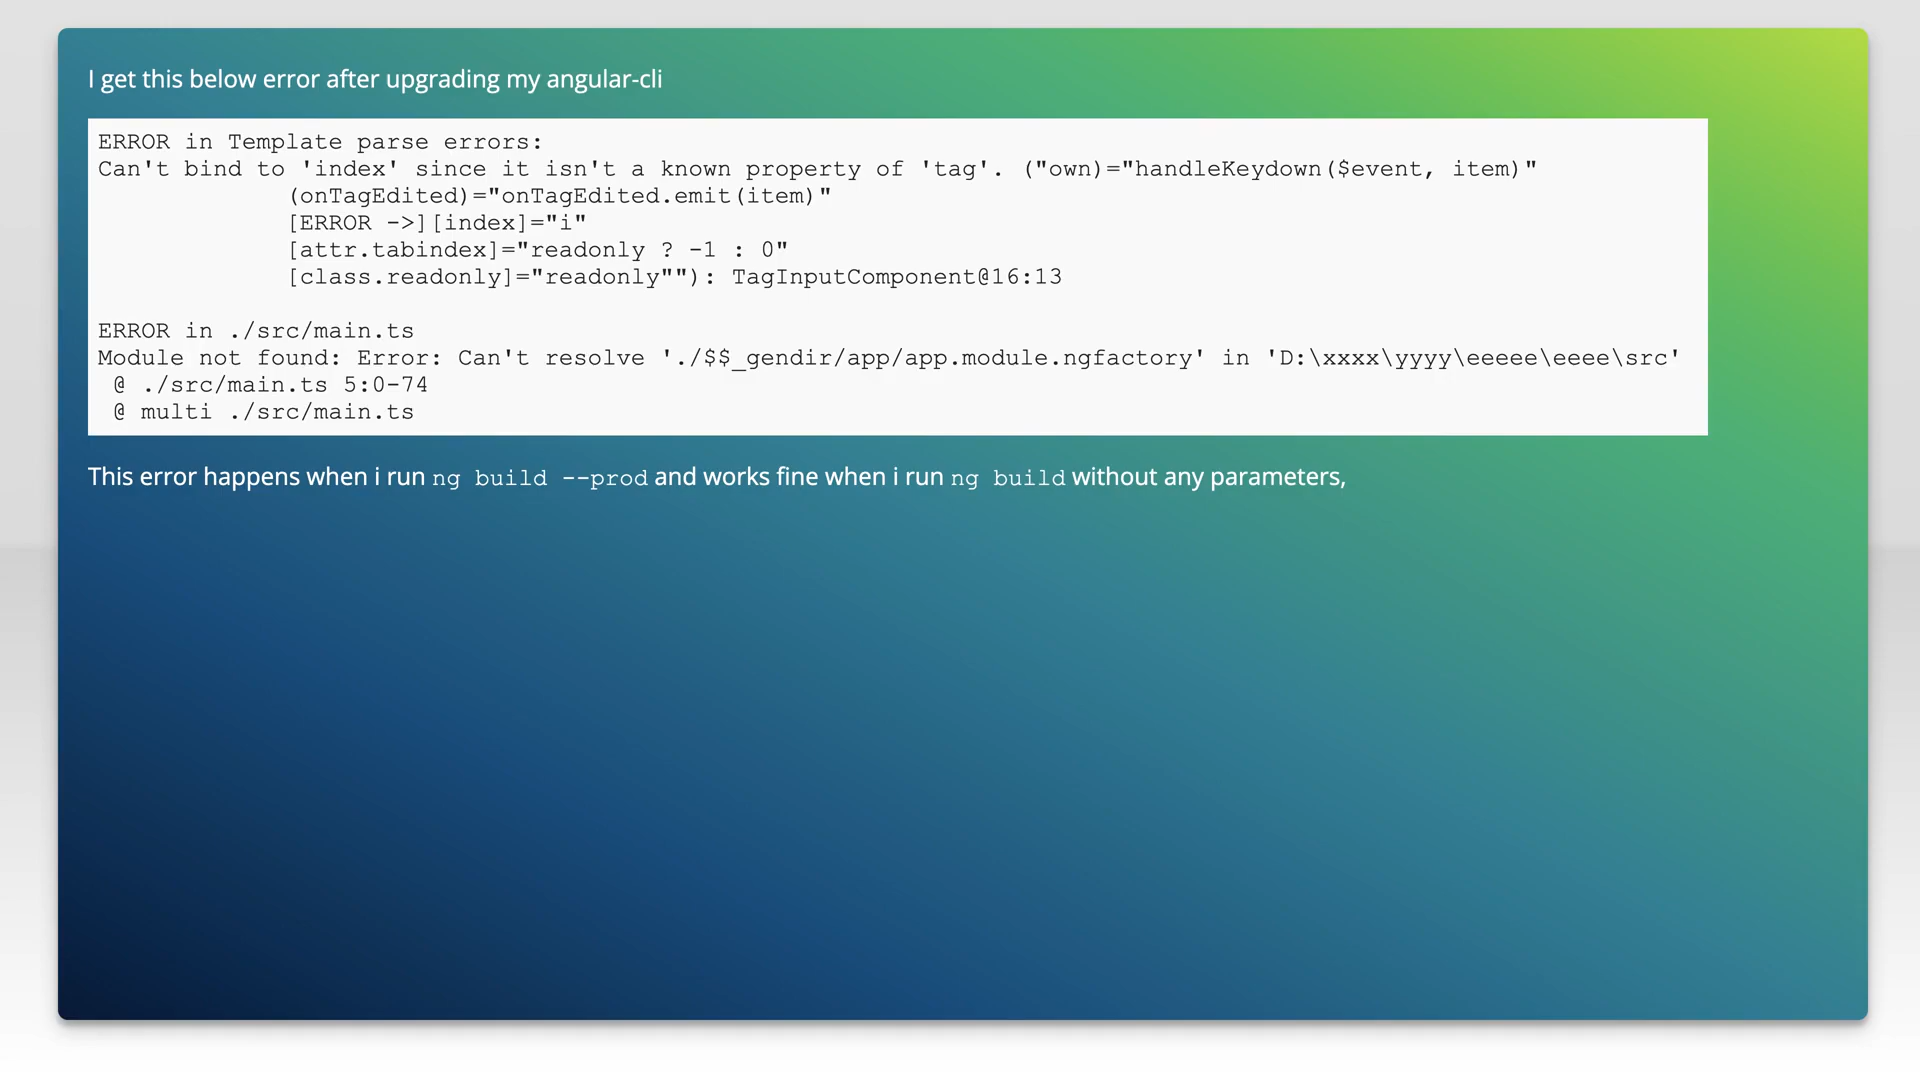 I get this below error after upgrading my angular-cli
ERROR in Template parse errors:
Can't bind to 'index' since it isn't a known property of 'tag'. ("own)="handleKeydown($event, item)"
(onTagEdited)="onTagEdited.emit(item)"
[ERROR ->][index]="i"
[attr.tabindex]="readonly ? -1 : 0"
[class.readonly]="readonly""): TagInputComponent@16:13
ERROR in ./src/main.ts
Module not found: Error: Can't resolve './$$_gendir/app/app.module.ngfactory' in 'D:\xxxx\yyyy\eeeee\eeee\src'
@ ./src/main.ts 5:0-74
@ multi ./src/main.ts
This error happens when i run ng build --prod and works fine when i run ng build without any parameters,